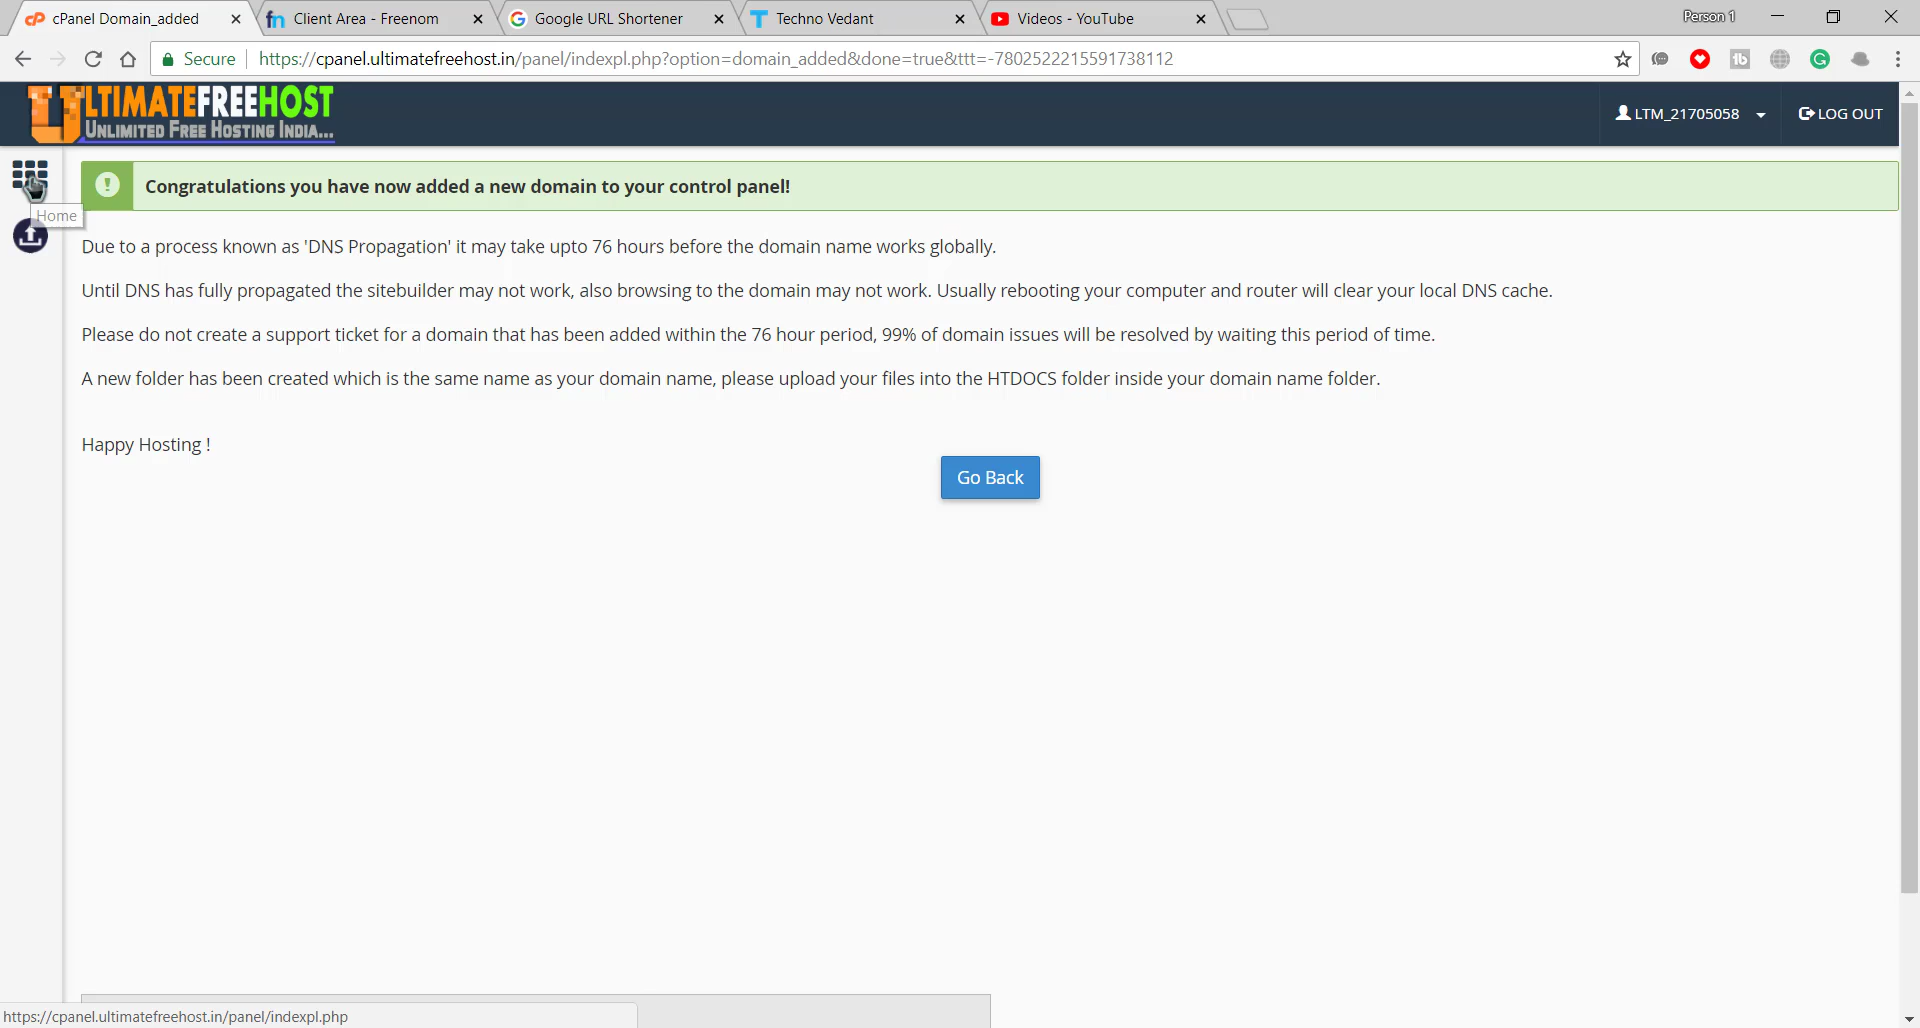 cPanel Domain_added
Client Area - Freenom
Google URL Shortener
Techno Vedant
Videos - YouTube
Person 1
Secure
https://cpanel.ultimatefreehost.in/panel/indexpl.php?option=domain_added&done=true&ttt=-7802522215591738112
ULTIMATEFREEHOST
UNLIMITED FREE HOSTING INDIA...
LTM_21705058
LOG OUT
Congratulations you have now added a new domain to your control panel!
Home
Due to a process known as 'DNS Propagation' it may take upto 76 hours before the domain name works globally.
Until DNS has fully propagated the sitebuilder may not work, also browsing to the domain may not work. Usually rebooting your computer and router will clear your local DNS cache.
Please do not create a support ticket for a domain that has been added within the 76 hour period, 99% of domain issues will be resolved by waiting this period of time.
A new folder has been created which is the same name as your domain name, please upload your files into the HTDOCS folder inside your domain name folder.
Happy Hosting !
Go Back
https://cpanel.ultimatefreehost.in/panel/indexpl.php